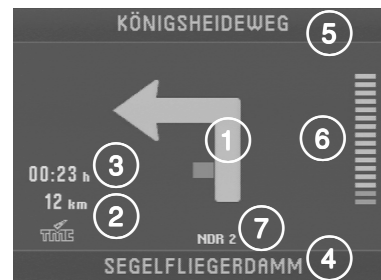 KÖNIGSHEIDEWEG
5
1
6
00:23 h
3
12 km
2
TMC
7
NDR 2
SEGELFLIEGERDAMM
4